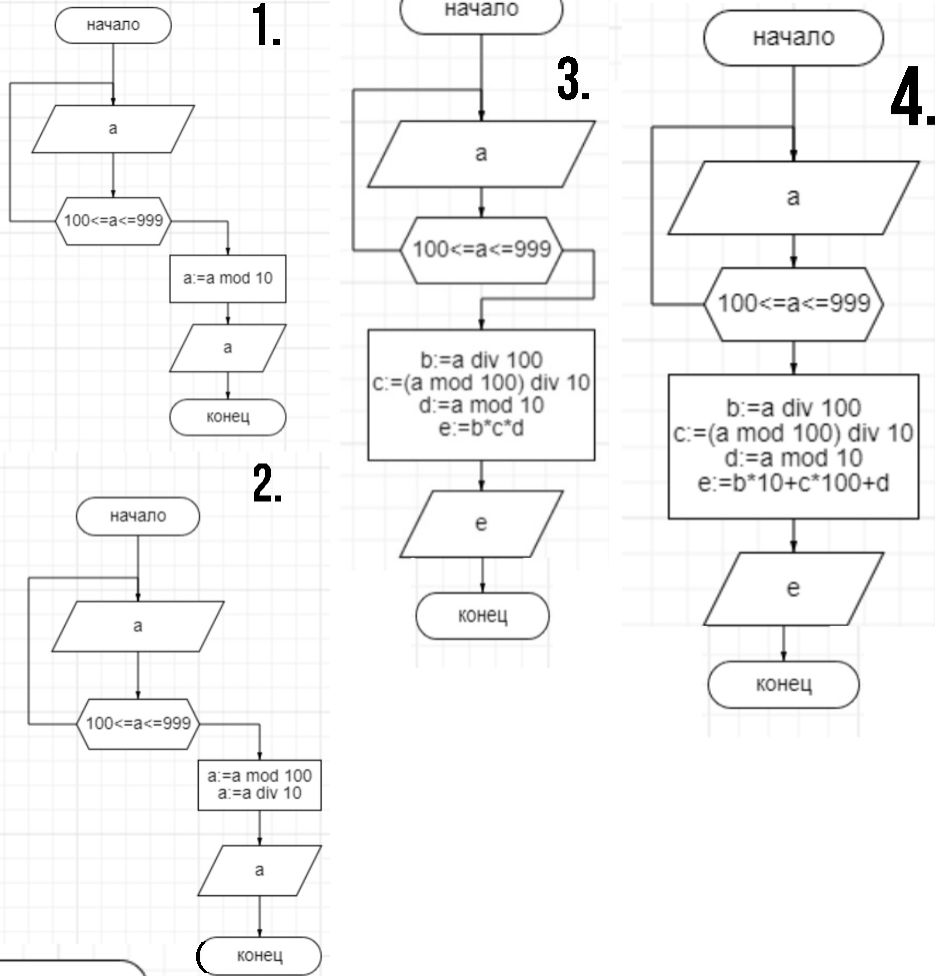 1.
начало
a
100<=a<=999
a:=a mod 10
a
конец
2.
начало
a
100<=a<=999
a:=a mod 100
a:=a div 10
a
конец
3.
начало
a
100<=a<=999
b:=a div 100
c:=(a mod 100) div 10
d:=a mod 10
e:=b*c*d
e
конец
4.
начало
a
100<=a<=999
b:=a div 100
c:=(a mod 100) div 10
d:=a mod 10
e:=b*10+c*100+d
e
конец